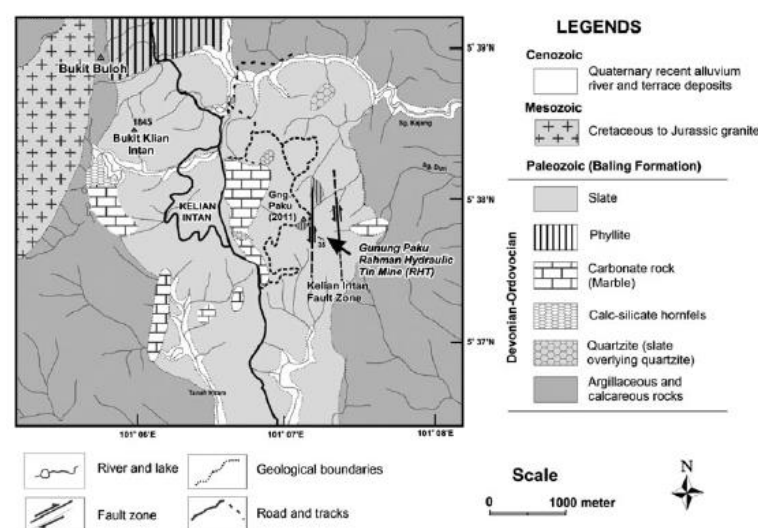 LEGENDS
Cenozoic
Quaternary recent alluvium
river and terrace deposits
Mesozoic
Cretaceous to Jurassic granite
Paleozoic (Baling Formation)
Devonian-Ordovocian
Slate
Phyllite
Carbonate rock
(Marble)
Calc-silicate hornfels
Quartzite (slate
overlying quartzite)
Argillaceous and
calcareous rocks
5° 39'N
5° 38'N
5° 37'N
Bukit Buloh
1845
Bukit Klian
Intan
Sg. Kajang
KELIAN
INTAN
Gng.
Paku
(2011)
Gunung Paku
Rahman Hydraulic
Tin Mine (RHT)
Kelian Intan
Fault Zone
101° 06'E
101° 07'E
101° 08'E
River and lake
Geological boundaries
Fault zone
Road and tracks
Scale
0
1000 meter
N